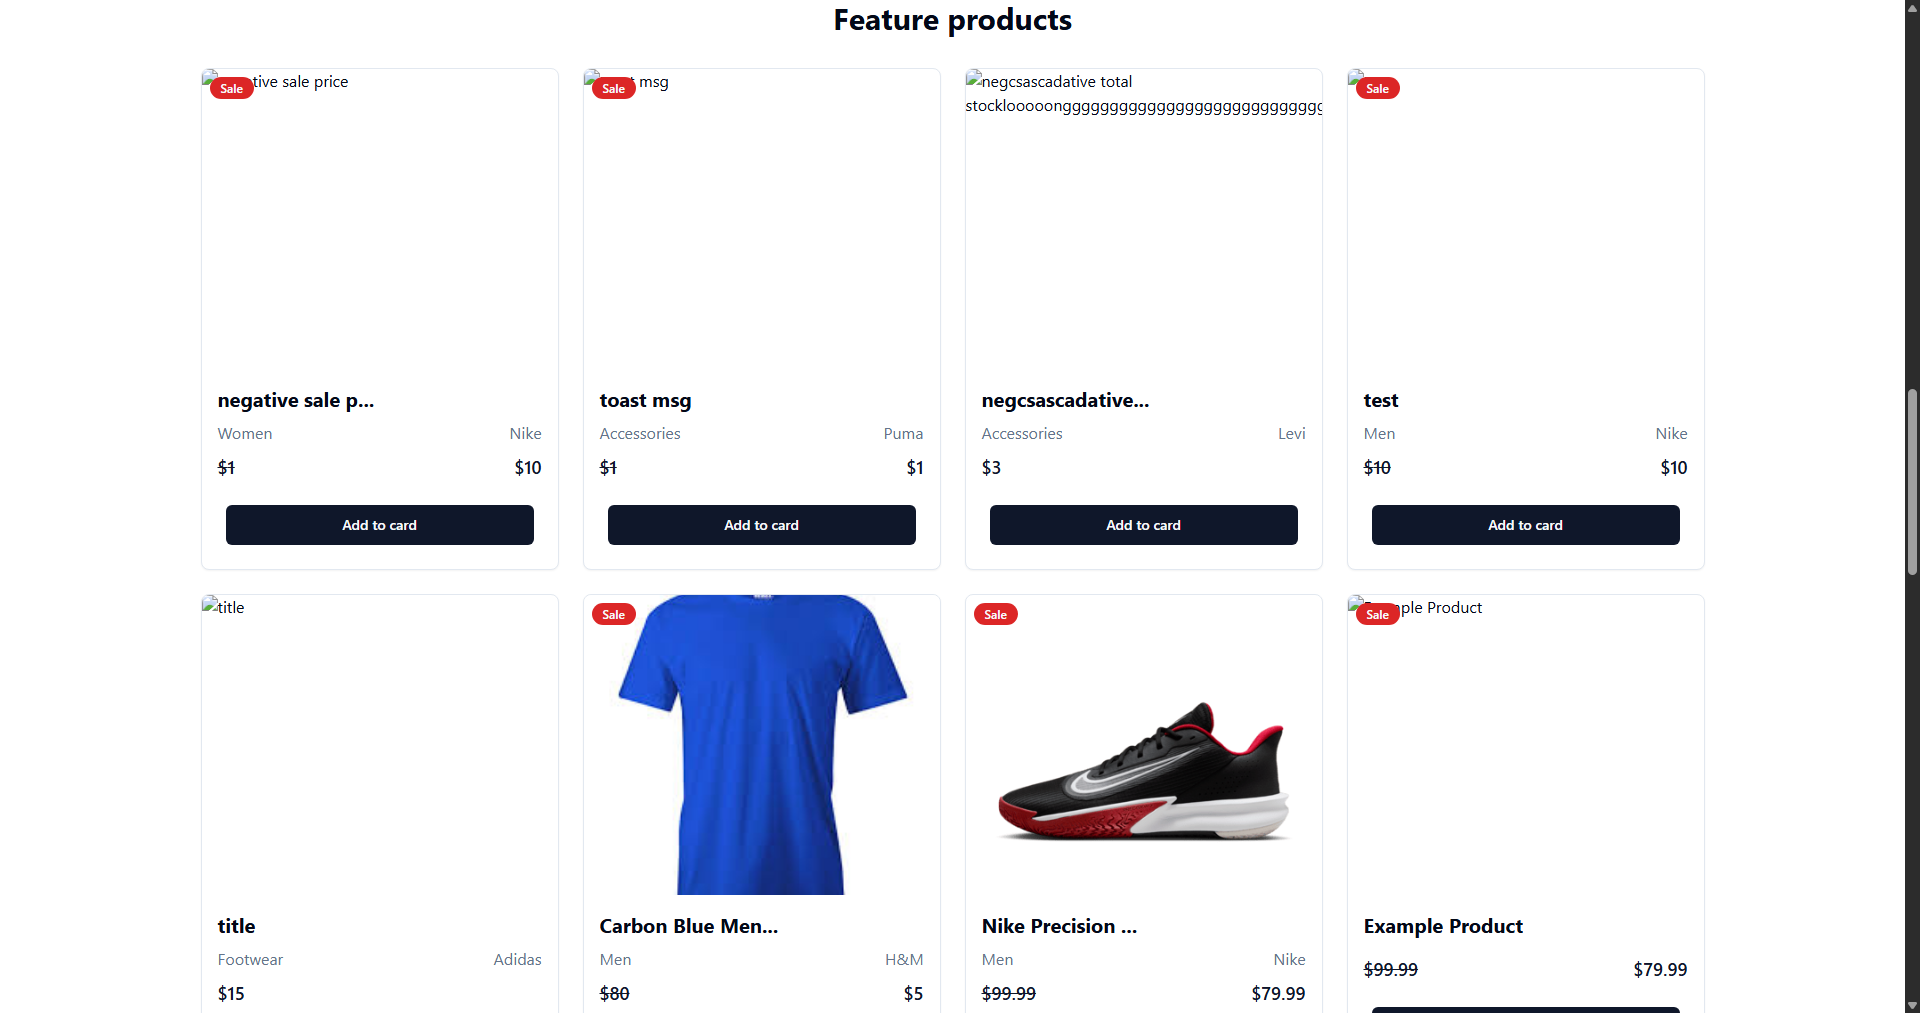 Feature products
Sale
tive sale price
negative sale p...
Women
Nike
$1
$10
Add to card
Sale
msg
toast msg
Accessories
Puma
$1
$1
Add to card
negcsascadative total
negcsascadative...
Accessories
Levi
$3
Add to card
Sale
test
Men
Nike
$10
$10
Add to card
title
title
Footwear
Adidas
$15
Sale
Carbon Blue Men...
Men
H&M
$80
$5
Sale
Nike Precision ...
Men
Nike
$99.99
$79.99
Sale
ple Product
Example Product
$99.99
$79.99